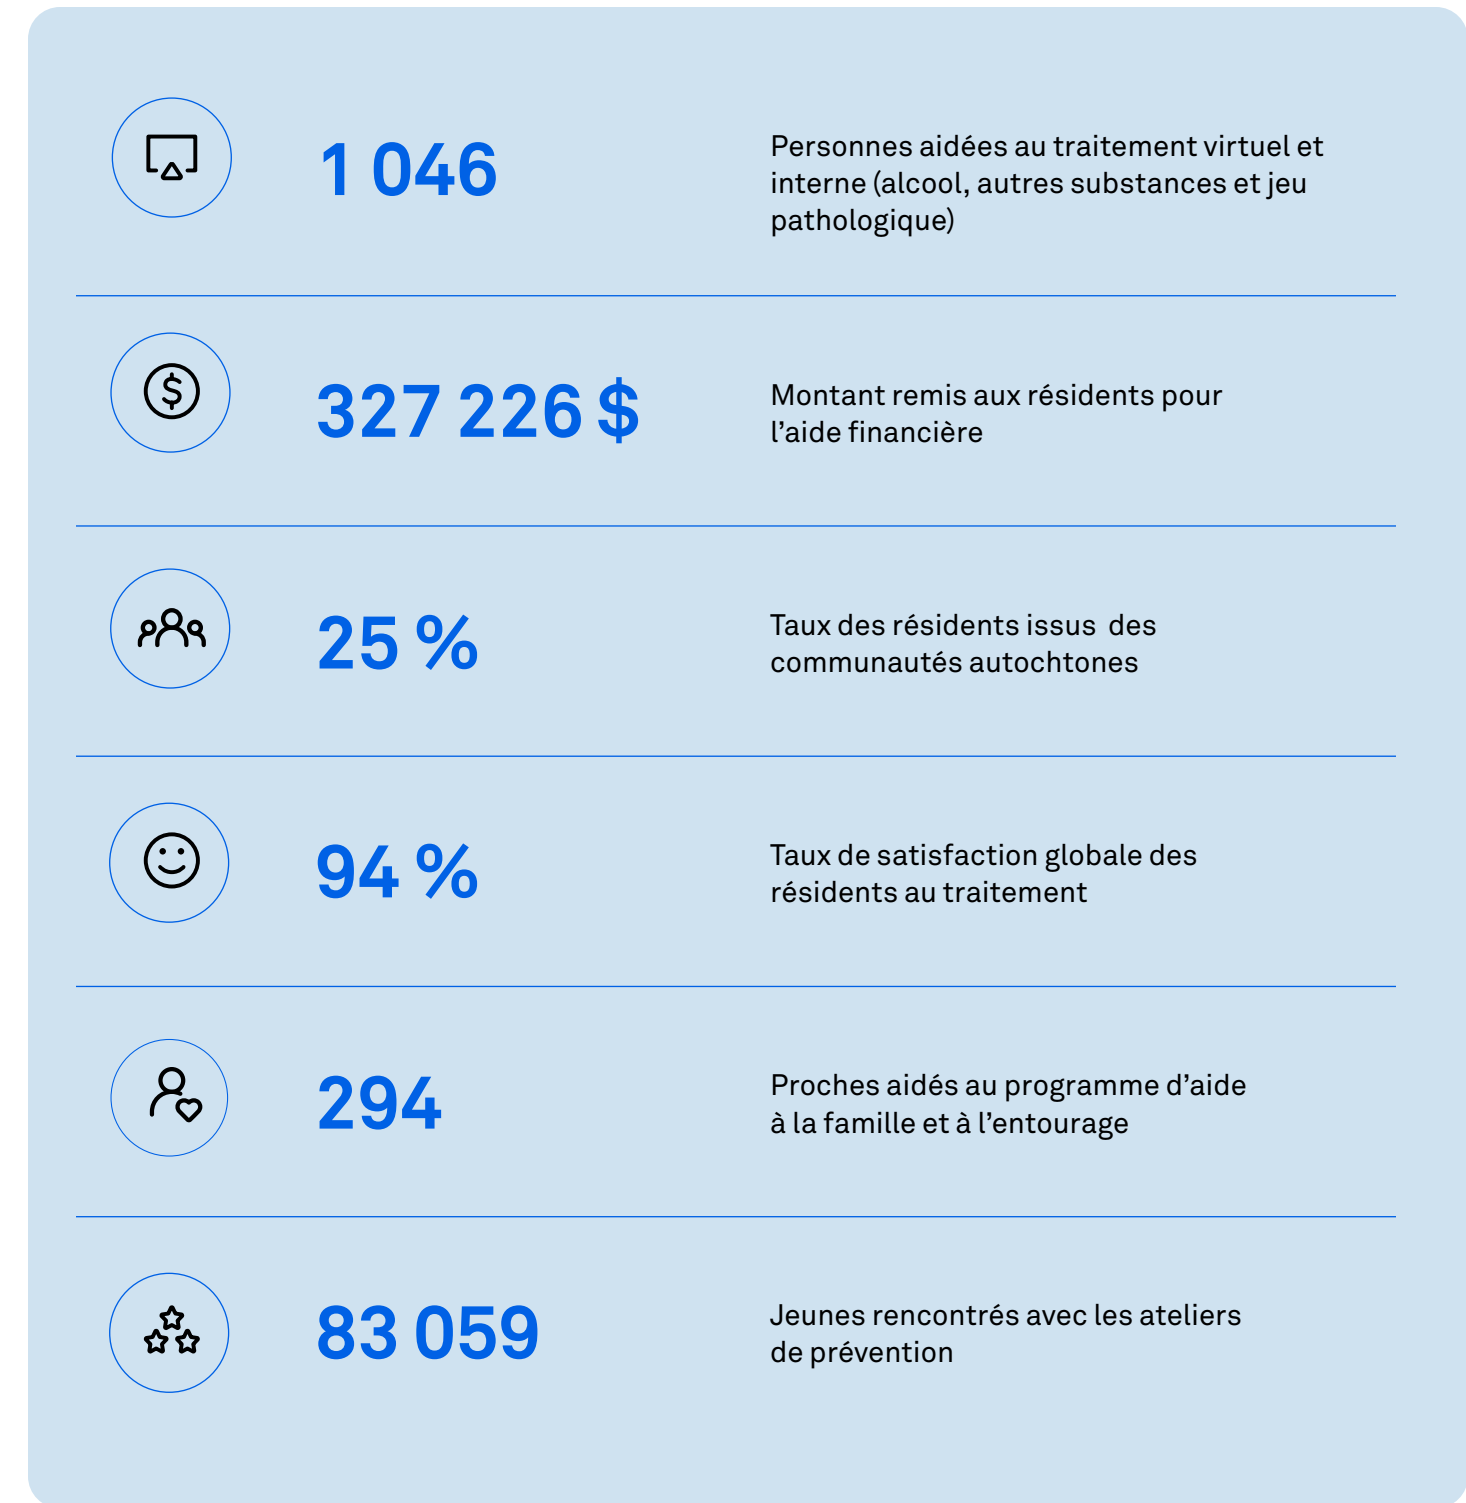 1 046
Personnes aidées au traitement virtuel et
interne (alcool, autres substances et jeu
pathologique)
327 226 $
Montant remis aux résidents pour
l’aide financière
25 %
Taux des résidents issus  des
communautés autochtones
94 %
Taux de satisfaction globale des
résidents au traitement
294
Proches aidés au programme d’aide
à la famille et à l’entourage
83 059
Jeunes rencontrés avec les ateliers
de prévention